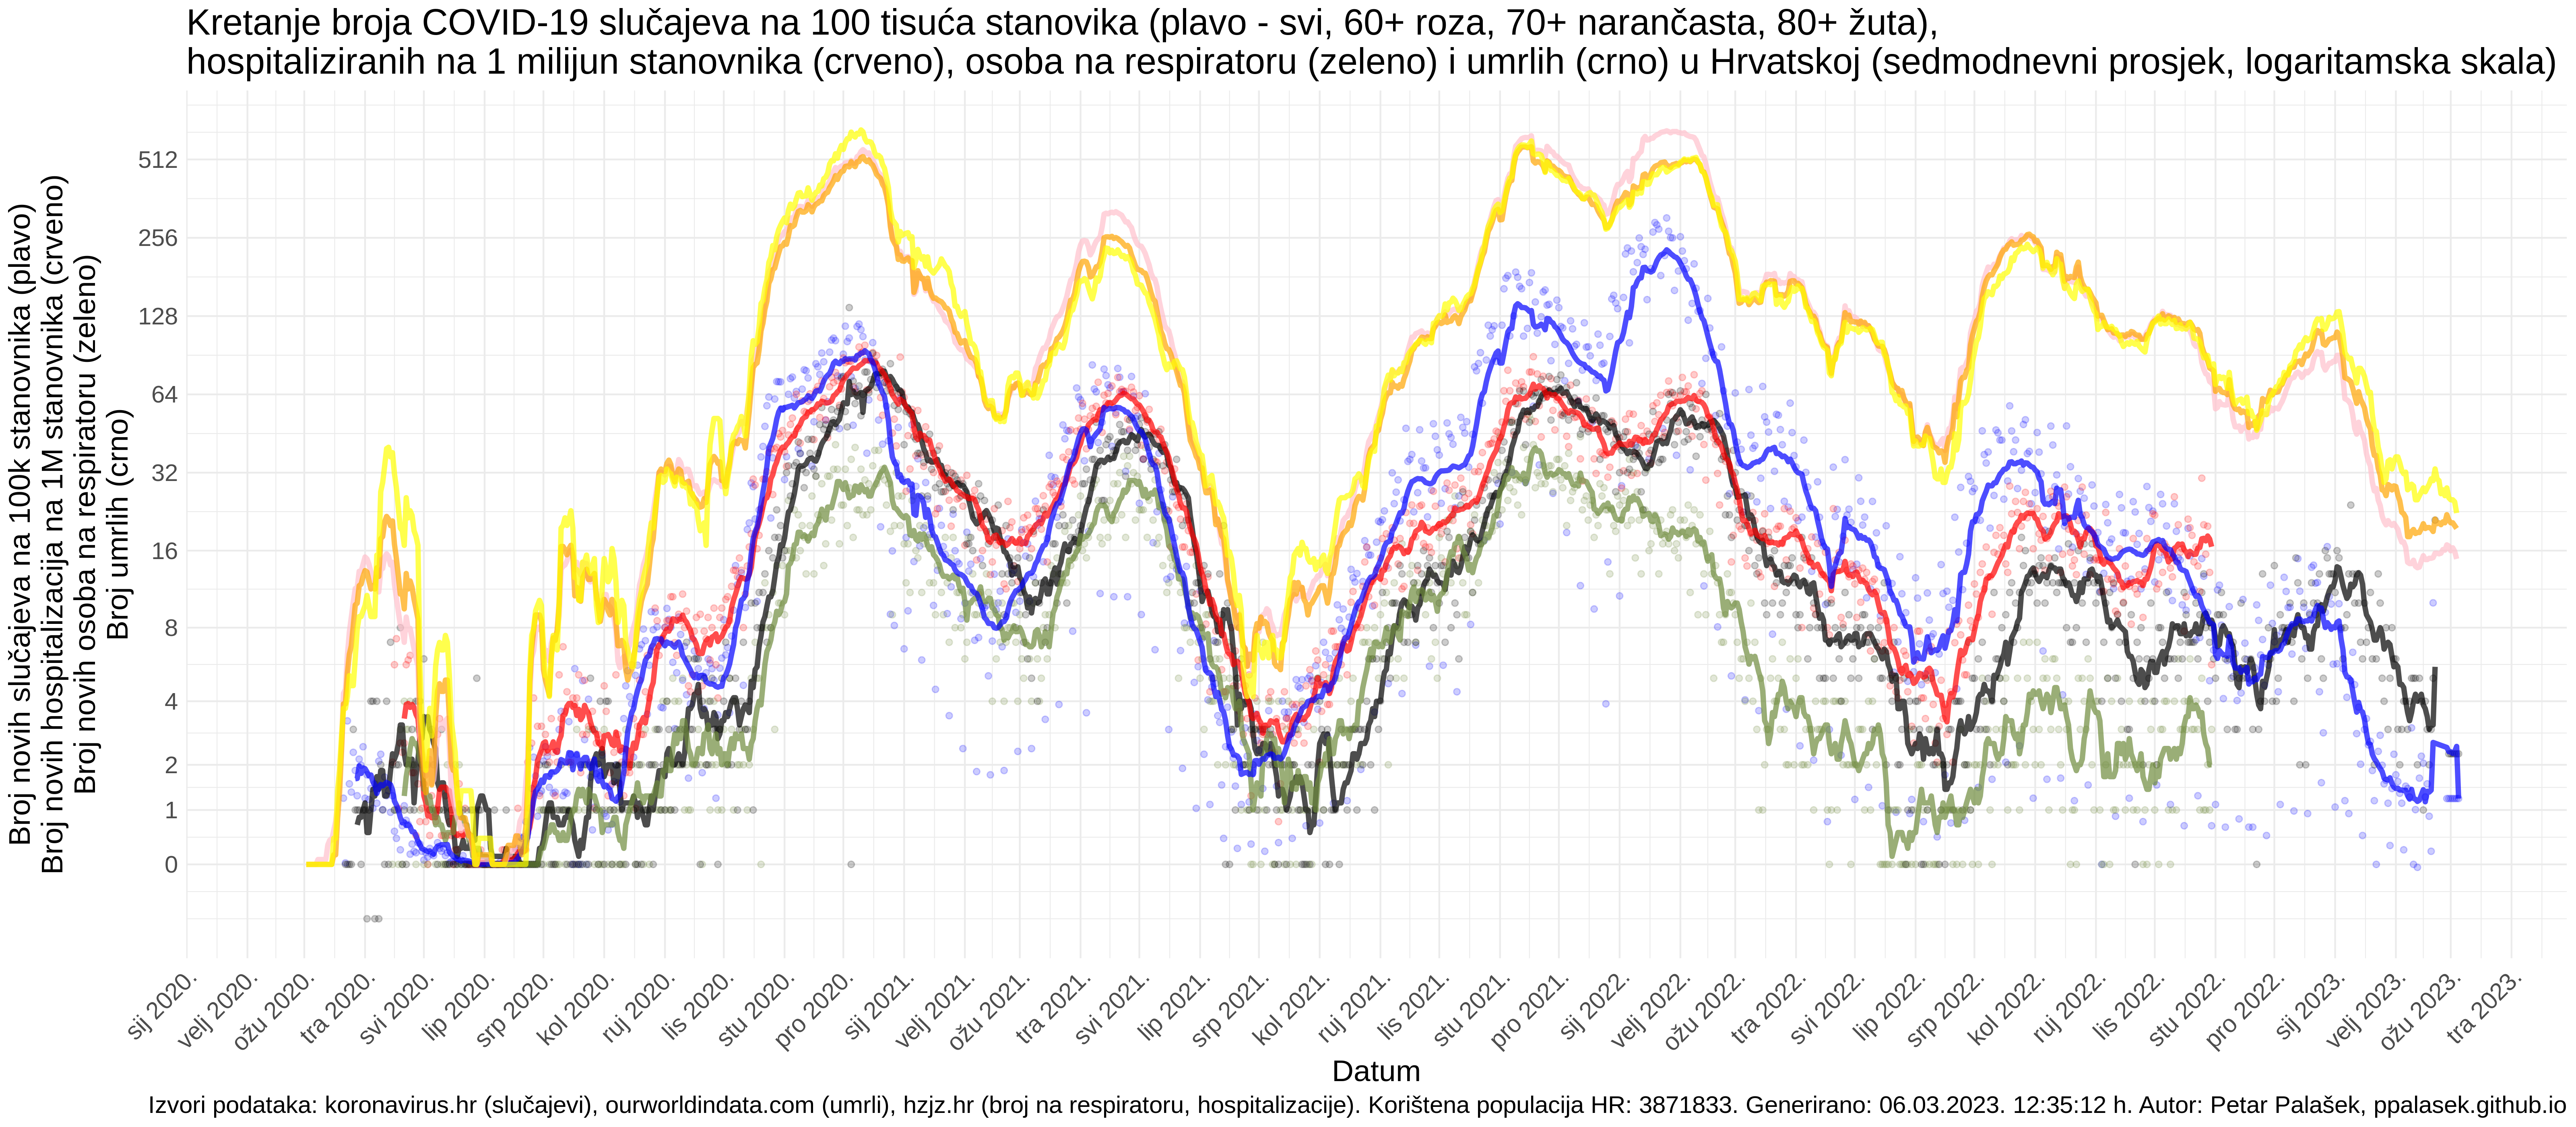 Kretanje broja COVID-19 slučajeva na 100 tisuća stanovika (plavo - svi, 60+ roza, 70+ narančasta, 80+ žuta),
hospitaliziranih na 1 milijun stanovnika (crveno), osoba na respiratoru (zeleno) i umrlih (crno) u Hrvatskoj (sedmodnevni prosjek, logaritamska skala)
Broj novih slučajeva na 100k stanovnika (plavo)
Broj novih hospitalizacija na 1M stanovnika (crveno)
Broj novih osoba na respiratoru (zeleno)
Broj umrlih (crno)
512
256
128
64
32
16
8
4
2
1
0
sij 2020.
velj 2020.
ožu 2020.
tra 2020.
svi 2020.
lip 2020.
srp 2020.
kol 2020.
ruj 2020.
lis 2020.
stu 2020.
pro 2020.
sij 2021.
velj 2021.
ožu 2021.
tra 2021.
svi 2021.
lip 2021.
srp 2021.
kol 2021.
ruj 2021.
lis 2021.
stu 2021.
pro 2021.
sij 2022.
velj 2022.
ožu 2022.
tra 2022.
svi 2022.
lip 2022.
srp 2022.
kol 2022.
ruj 2022.
lis 2022.
stu 2022.
pro 2022.
sij 2023.
velj 2023.
ožu 2023.
tra 2023.
Datum
Izvori podataka: koronavirus.hr (slučajevi), ourworldindata.com (umrli), hzjz.hr (broj na respiratoru, hospitalizacije). Korištena populacija HR: 3871833. Generirano: 06.03.2023. 12:35:12 h. Autor: Petar Palašek, ppalasek.github.io